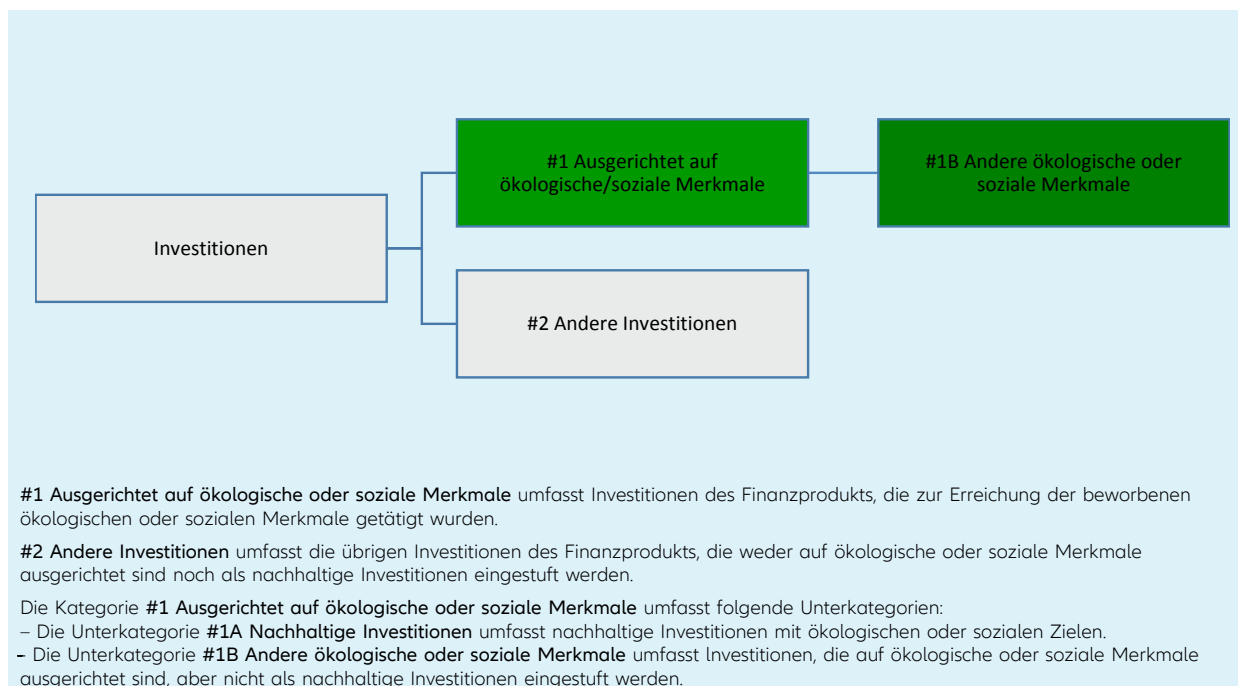 #1 Ausgerichtet auf
ökologische/soziale Merkmale
#1B Andere ökologische oder
soziale Merkmale
Investitionen
#2 Andere Investitionen
#1 Ausgerichtet auf ökologische oder soziale Merkmale umfasst Investitionen des Finanzprodukts, die zur Erreichung der beworbenen
ökologischen oder sozialen Merkmale getätigt wurden.
#2 Andere Investitionen umfasst die übrigen Investitionen des Finanzprodukts, die weder auf ökologische oder soziale Merkmale
ausgerichtet sind noch als nachhaltige Investitionen eingestuft werden.
Die Kategorie #1 Ausgerichtet auf ökologische oder soziale Merkmale umfasst folgende Unterkategorien:
– Die Unterkategorie #1A Nachhaltige Investitionen umfasst nachhaltige Investitionen mit ökologischen oder sozialen Zielen.
- Die Unterkategorie #1B Andere ökologische oder soziale Merkmale umfasst lnvestitionen, die auf ökologische oder soziale Merkmale
ausgerichtet sind, aber nicht als nachhaltige Investitionen eingestuft werden.